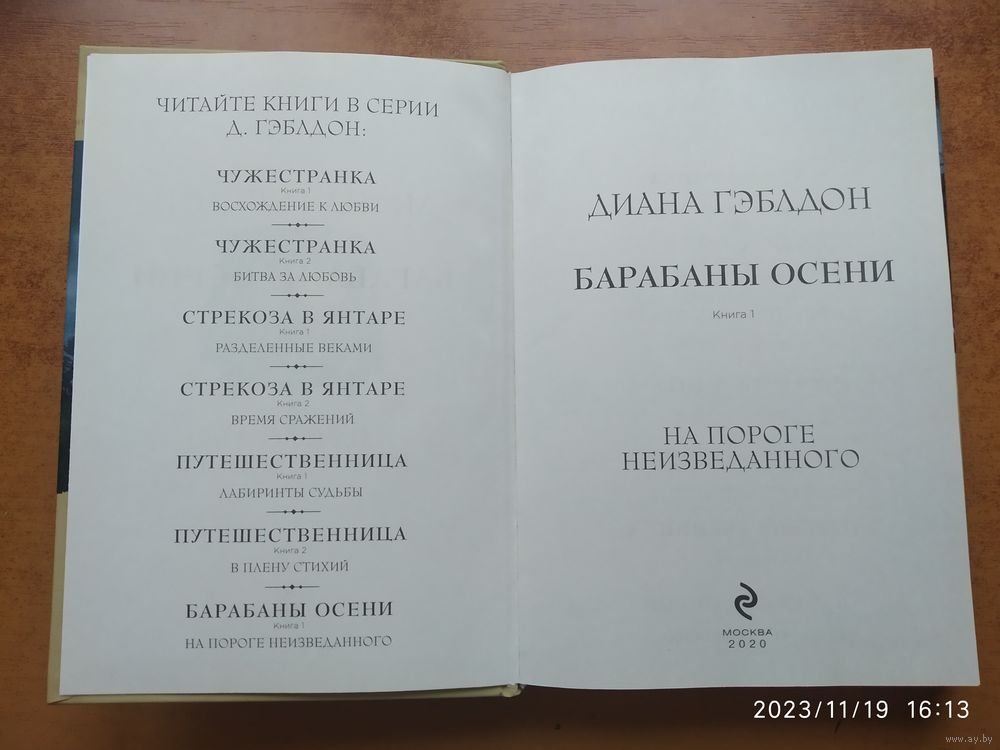 ЧИТАЙТЕ КНИГИ В СЕРИИ
Д. ГЭБЛДОН:
ЧУЖЕСТРАНКА
Книга 1
ВОСХОЖДЕНИЕ К ЛЮБВИ
ЧУЖЕСТРАНКА
Книга 2
БИТВА ЗА ЛЮБОВЬ
СТРЕКОЗА В ЯНТАРЕ
Книга 1
РАЗДЕЛЕННЫЕ ВЕКАМИ
СТРЕКОЗА В ЯНТАРЕ
Книга 2
ВРЕМЯ СРАЖЕНИЙ
ПУТЕШЕСТВЕННИЦА
Книга 1
ЛАБИРИНТЫ СУДЬБЫ
ПУТЕШЕСТВЕННИЦА
Книга 2
В ПЛЕНУ СТИХИЙ
БАРАБАНЫ ОСЕНИ
Книга 1
НА ПОРОГЕ НЕИЗВЕДАННОГО
ДИАНА ГЭБЛДОН
БАРАБАНЫ ОСЕНИ
Книга 1
НА ПОРОГЕ
НЕИЗВЕДАННОГО
МОСКВА
2020
2023/11/19 16:13
www.ay.by